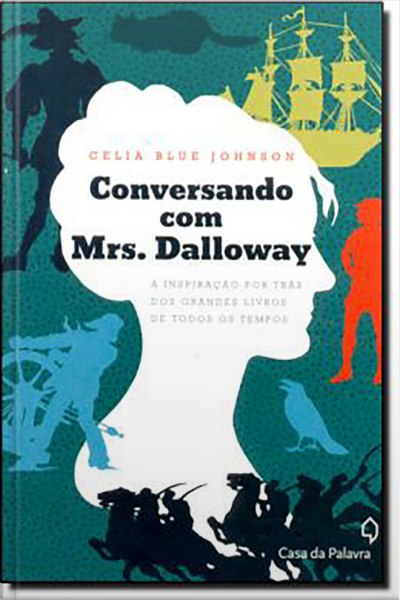 CELIA BLUE JOHNSON
Conversando
com
Mrs. Dalloway
A INSPIRAÇÃO POR TRÁS
DOS GRANDES LIVROS
DE TODOS OS TEMPOS
Casa da Palavra